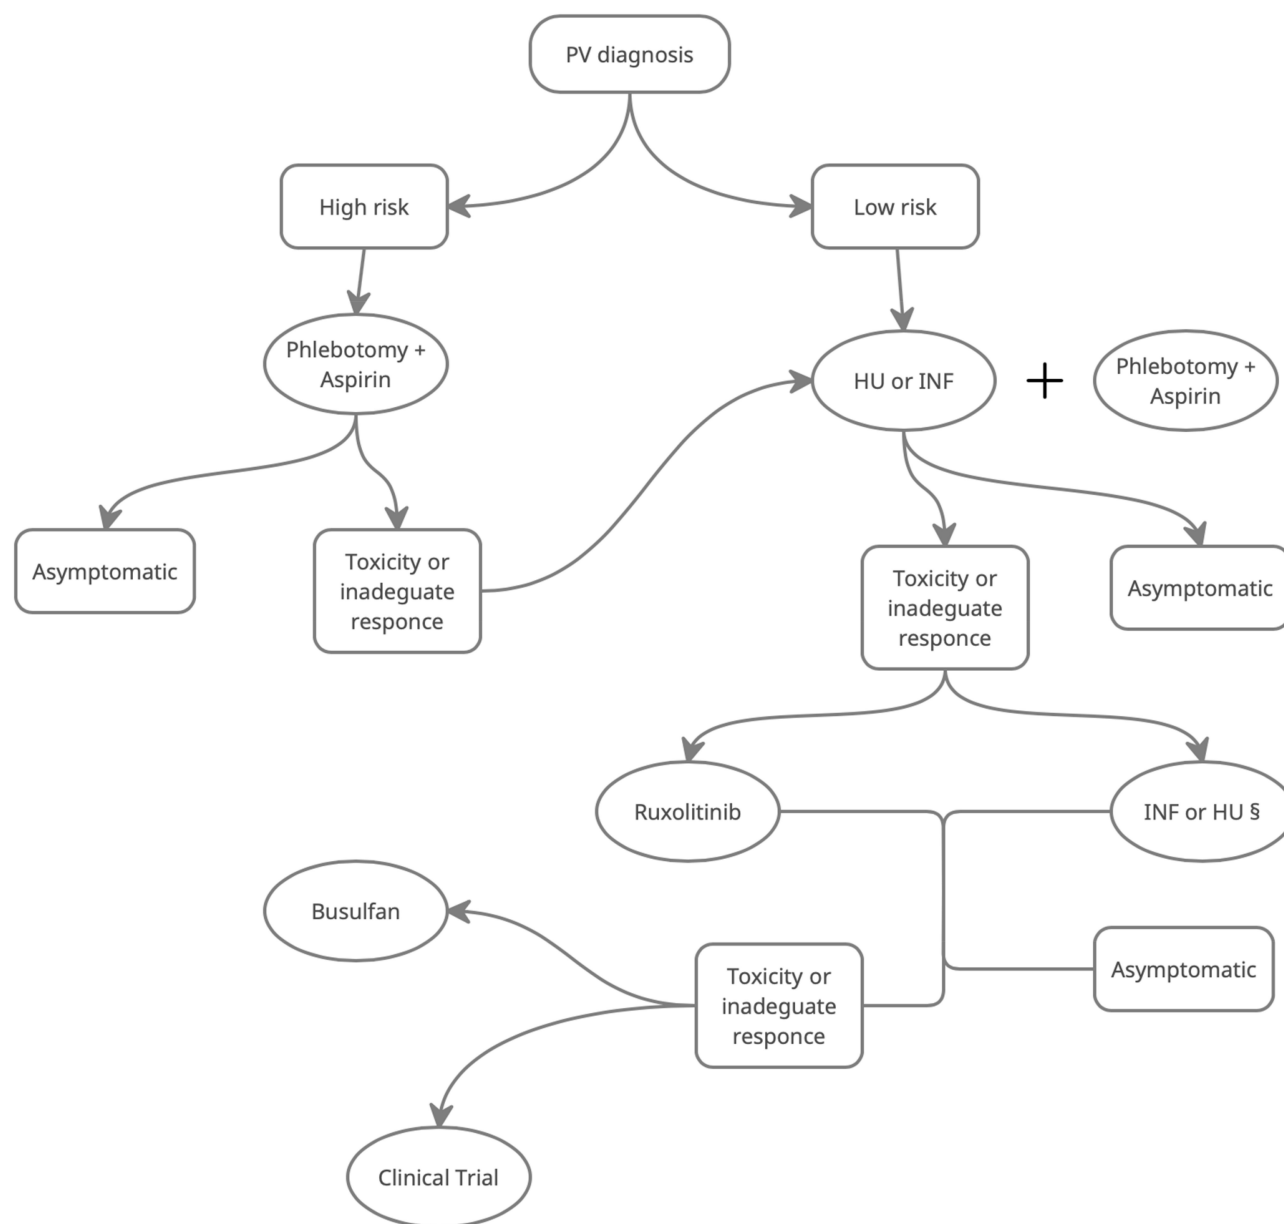 PV diagnosis
High risk
Low risk
Phlebotomy +
Aspirin
HU or INF
+
Phlebotomy +
Aspirin
Asymptomatic
Toxicity or
inadeguate
responce
Toxicity or
inadeguate
responce
Asymptomatic
Ruxolitinib
INF or HU §
Busulfan
Toxicity or
inadeguate
responce
Asymptomatic
Clinical Trial